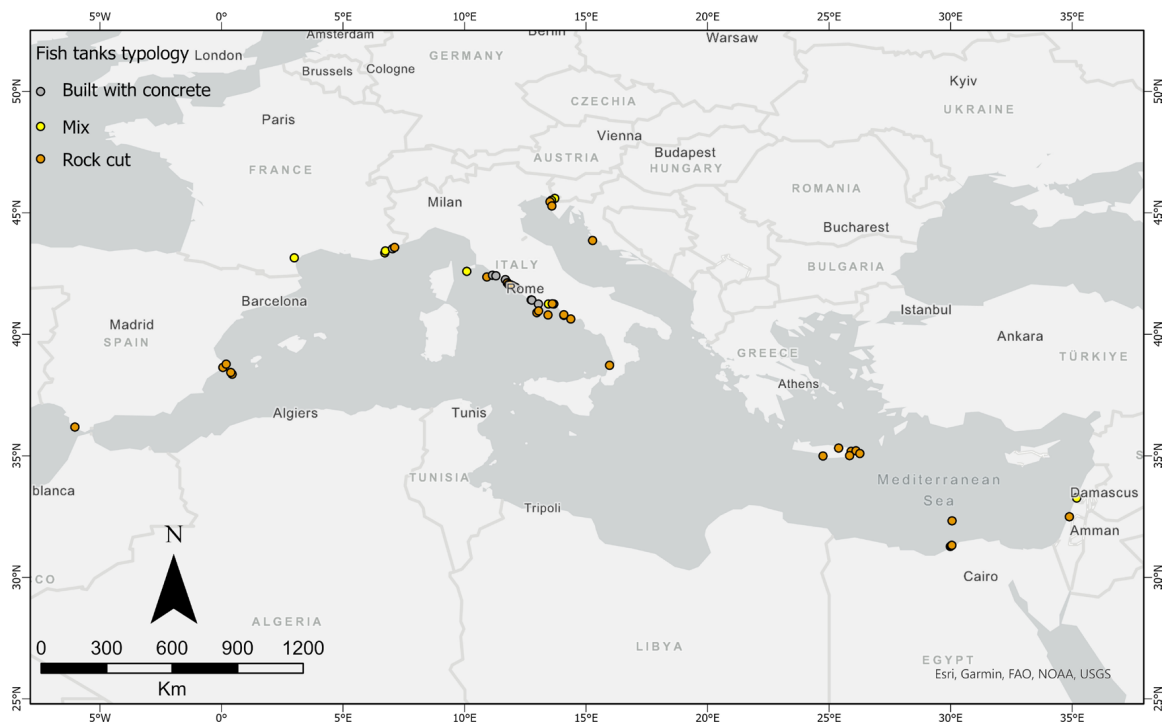 5°W 0° 5°E 10°E 15°E 20°E 25°E 30°E 35°E
Fish tanks typology
Built with concrete
Mix
Rock cut
London
Amsterdam
Berlin
Warsaw
Brussels
Cologne
GERMANY
Kyiv
UKRAINE
50°N
50°N
CZECHIA
Paris
Vienna
AUSTRIA
Budapest
HUNGARY
FRANCE
ROMANIA
Milan
45°N
45°N
Bucharest
BULGARIA
ITALY
Rome
Barcelona
Istanbul
Madrid
SPAIN
Ankara
TÜRKIYE
40°N
40°N
GREECE
Athens
Algiers
Tunis
35°N
35°N
S
TUNISIA
Mediterranean
Sea
blanca
Damascus
Tripoli
Amman
N
30°N
30°N
CO
Cairo
ALGERIA
LIBYA
EGYPT
0 300 600 900 1200
Km
Esri, Garmin, FAO, NOAA, USGS
25°N
25°N
5°W 0° 5°E 10°E 15°E 20°E 25°E 30°E 35°E